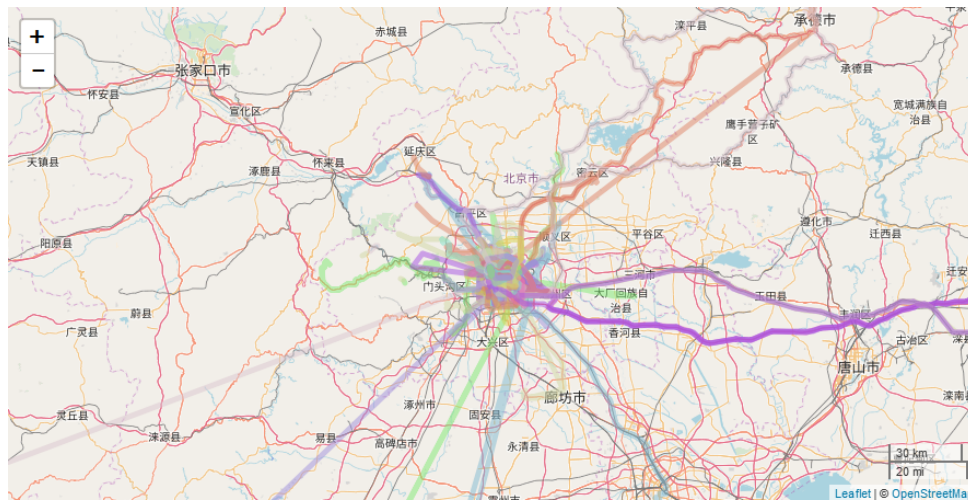 滦平县
承德市
赤城县
+
−
张家口市
承德县
怀安县
宽城满族自
治县
宣化区
鹰手营子矿
区
延庆区
天镇县
怀来县
兴隆县
涿鹿县
密云区
北京市
遵化市
平谷区
迁西县
阳原县
三河市
门头沟区
大厂回族自
治县
玉田县
蔚县
丰润区
广灵县
香河县
大兴区
古冶区
唐山市
廊坊市
涿州市
滦南县
灵丘县
固安县
涞源县
易县
高碑店市
永清县
30 km
20 mi
Leaflet | © OpenStreetMa